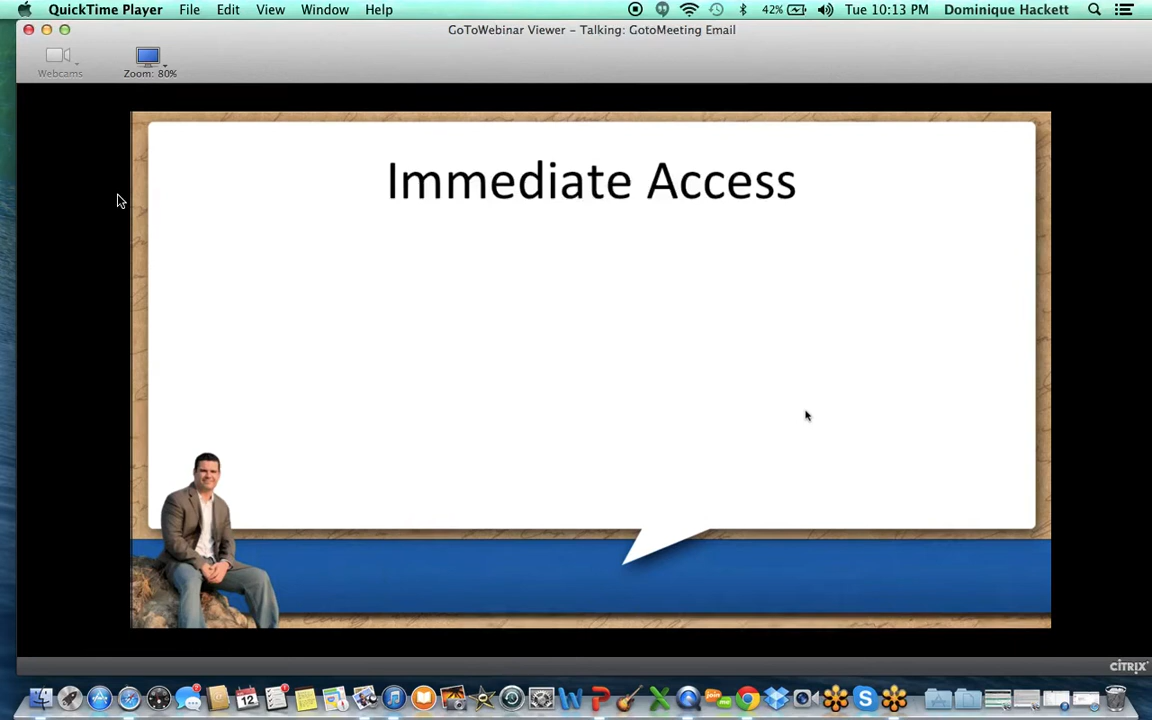 QuickTime Player File Edit View Window Help 42% Tue 10:13 PM Dominique Hackett
GoToWebinar Viewer – Talking: GotoMeeting Email
Webcams Zoom: 80%
Immediate Access
CITRIX